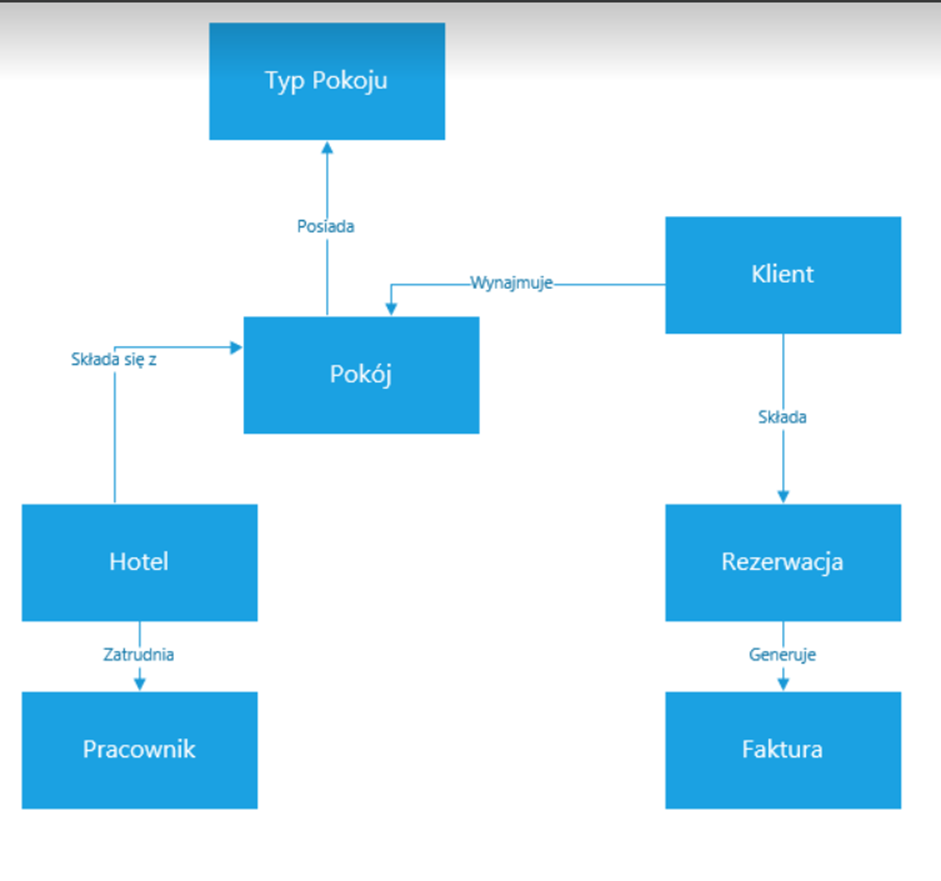 Typ Pokoju
Posiada
Klient
Wynajmuje
Składa się z
Pokój
Składa
Hotel
Rezerwacja
Zatrudnia
Generuje
Pracownik
Faktura